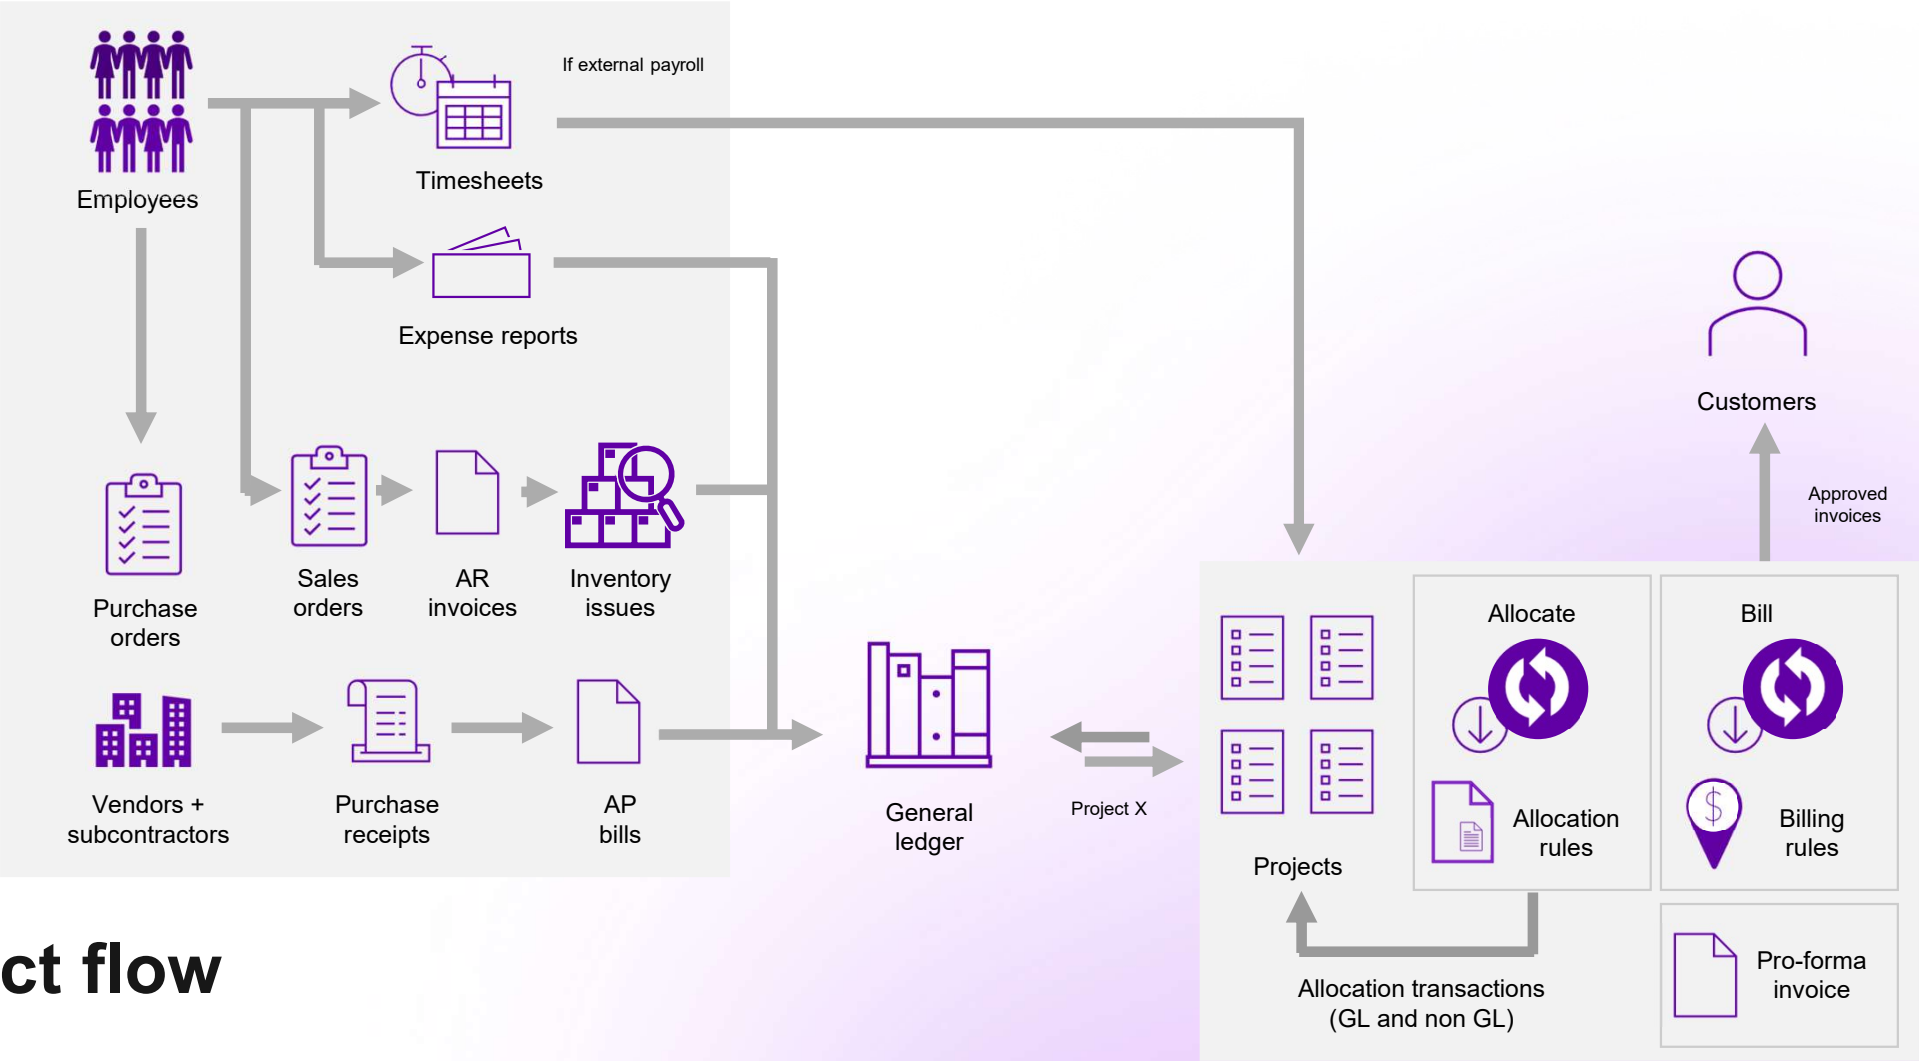 If external payroll
Timesheets
Employees
Expense reports
Customers
Approved
invoices
Sales
orders
AR
invoices
Inventory
issues
Purchase
orders
Allocate
Bill
Vendors +
subcontractors
Purchase
receipts
AP
bills
General
ledger
Project X
Projects
Allocation
rules
$
Billing
rules
ct flow
Allocation transactions
(GL and non GL)
Pro-forma
invoice